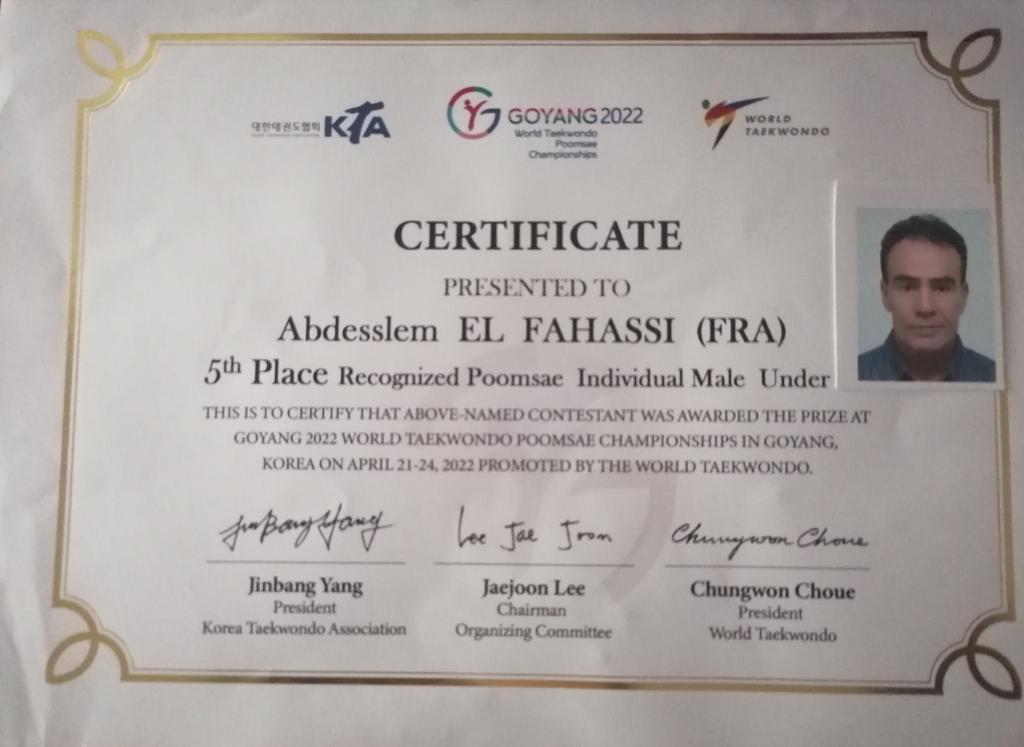 대한태권도협회 KTA
GOYANG 2022
World Taekwondo
Poomsae
Championships
WORLD
TAEKWONDO
CERTIFICATE
PRESENTED TO
Abdesslem EL FAHASSI (FRA)
5th Place Recognized Poomsae Individual Male Under
THIS IS TO CERTIFY THAT ABOVE-NAMED CONTESTANT WAS AWARDED THE PRIZE AT
GOYANG 2022 WORLD TAEKWONDO POOMSAE CHAMPIONSHIPS IN GOYANG,
KOREA ON APRIL 21-24, 2022 PROMOTED BY THE WORLD TAEKWONDO.
JinBang Yang
Lee Jae Joon
Chungwon Choue
Jinbang Yang
President
Korea Taekwondo Association
Jaejoon Lee
Chairman
Organizing Committee
Chungwon Choue
President
World Taekwondo